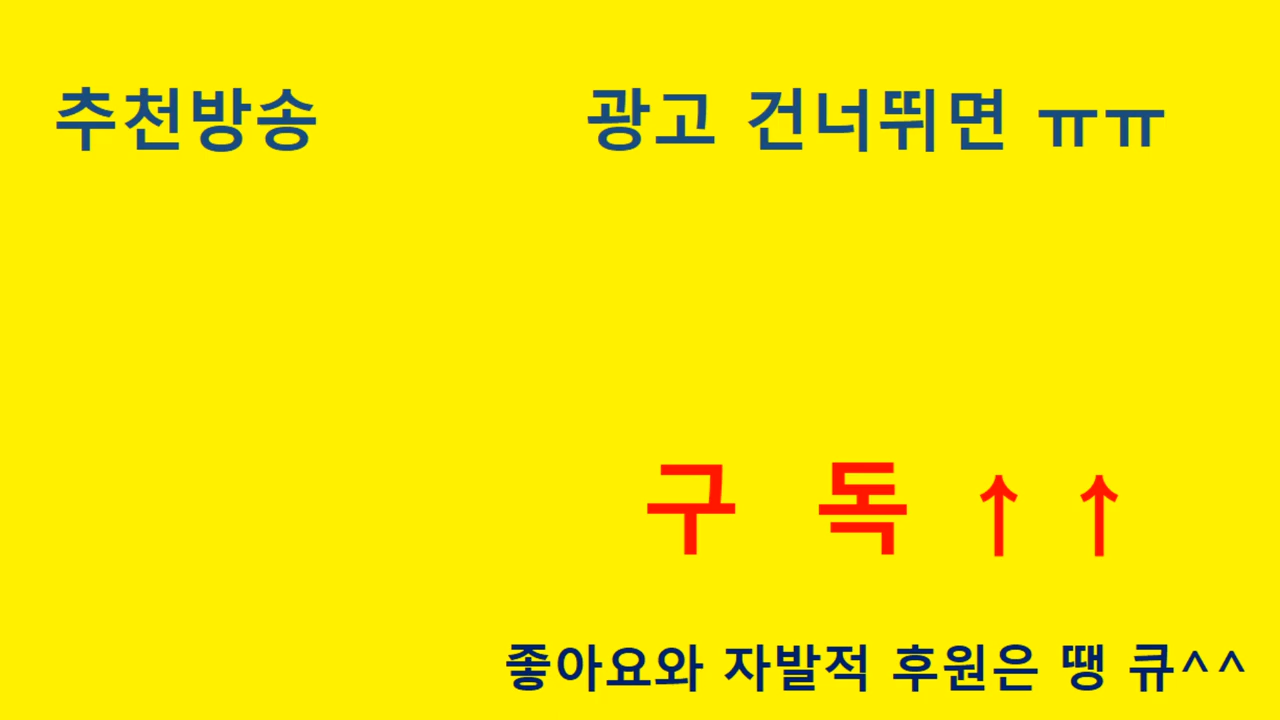 추천방송 광고 건너뛰면 ㅠㅠ
구 독 ↑ ↑
좋아요와 자발적 후원은 땡 큐^^